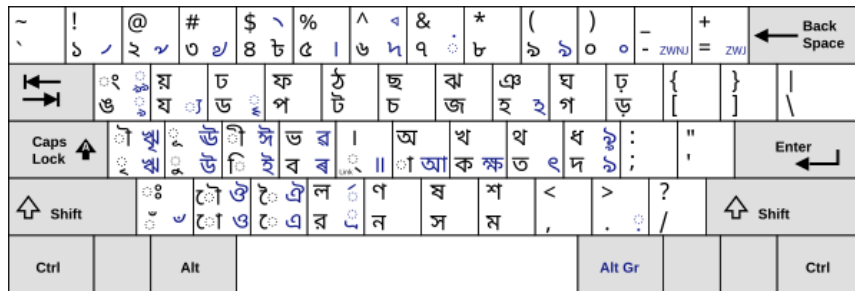 ~ ! @ # $ ৲ % ^ & * ( ) _ + Back
` ১ ৴ ২ ৵ ৩ ৶ ৪ ৳ ৫ ৷ ৬ ৸ ৭ ৮ ৯ ঌ ০ ৹ - ZWNJ = ZWJ Space
ং ৣ য় ঢ ফ ঠ ছ ঝ ঞ ঘ ঢ় { } |
ঙ ৢ য ্য ড ৄ প ট চ জ হ ঽ গ ড় [ ] \
Caps ৗ ৠ ূ ঊ ী ঈ ভ ৱ । অ খ থ ধ ৡ : " Enter
Lock ৃ ঋ ু উ ি ই ব ৰ Link ্ ॥ া আ ক ক্ষ ত ৎ দ ঌ ; '
Shift ঃ ৌ ঔ ৈ ঐ ল র্ ণ ষ শ < > ? Shift
ঁ ো ও ে এ র ্র ন স ম , . ় /
Ctrl Alt Alt Gr Ctrl